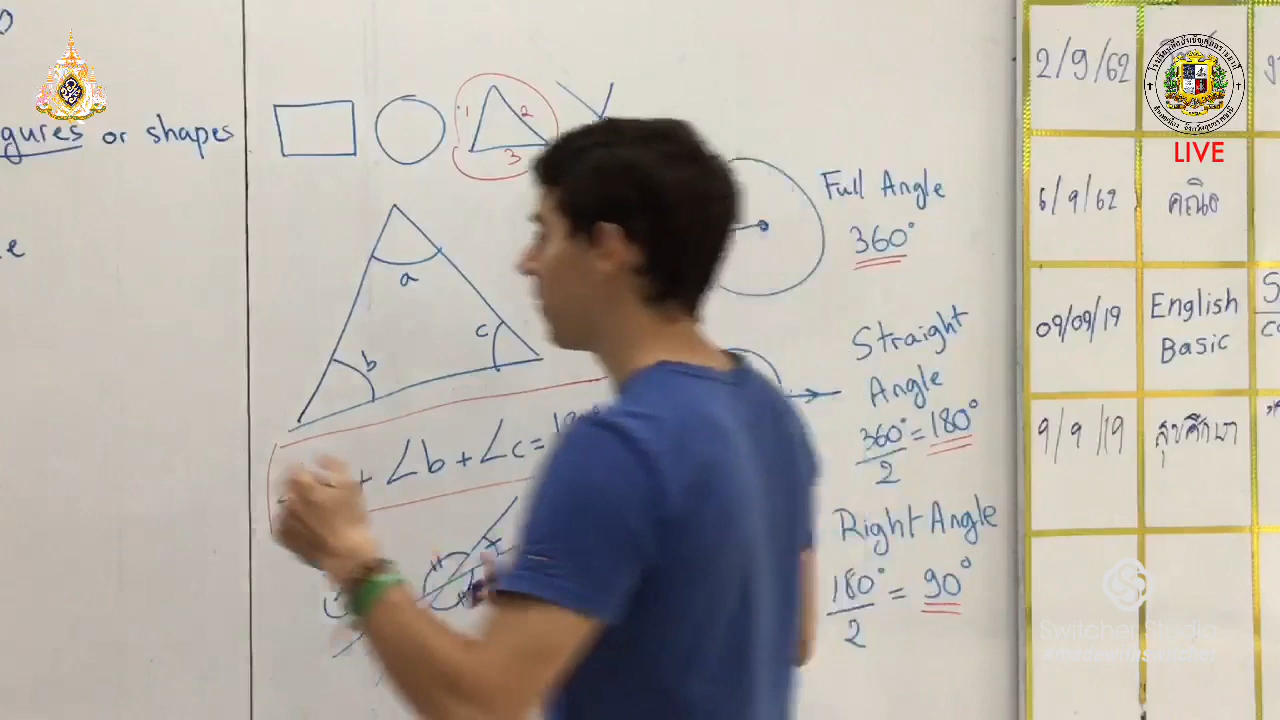 figures or shapes
e
1 2 3
a
b
c
+ ∠b + ∠c = 180°
Full Angle
360°
Straight
Angle
360°/2 = 180°
Right Angle
180°/2 = 90°
x
2/9/62
6/9/62 คณิต
09/09/19 English
Basic
9/9/19 สุขศึกษา
LIVE
Switcher Studio
#madewithswitcher